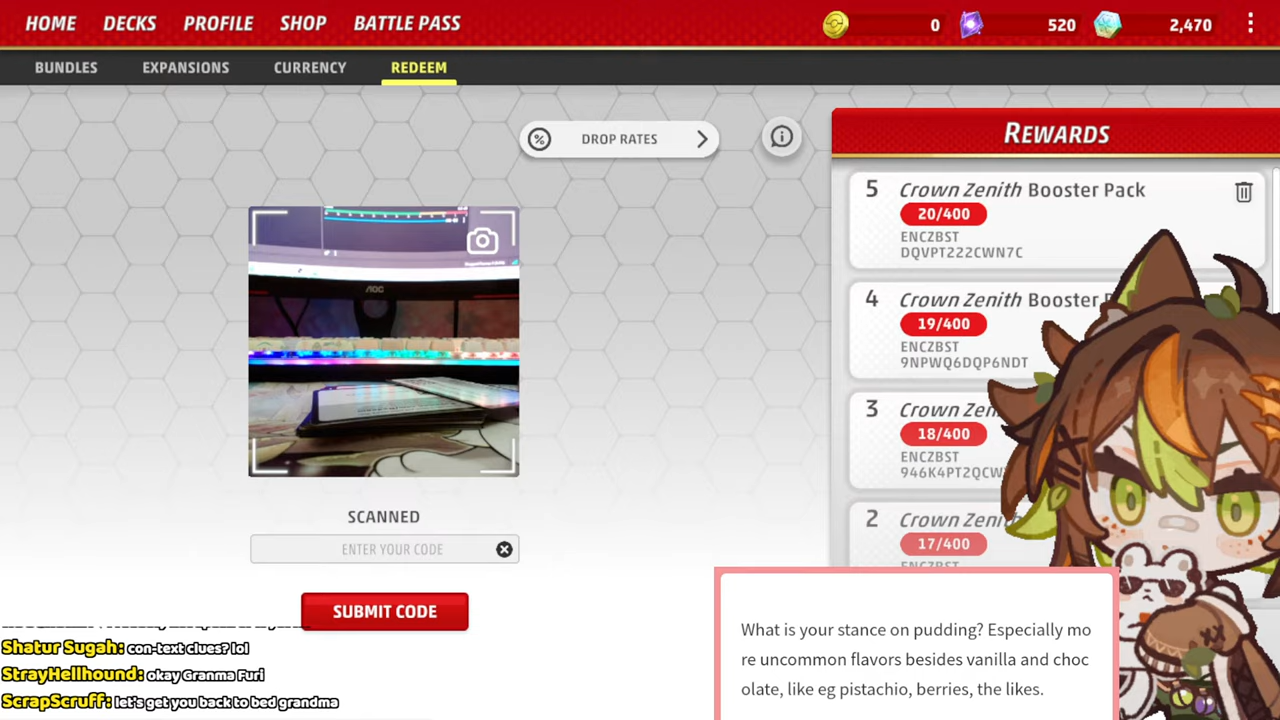 HOME DECKS PROFILE SHOP BATTLE PASS 0 520 2,470
BUNDLES EXPANSIONS CURRENCY REDEEM
DROP RATES
REWARDS
5 Crown Zenith Booster Pack
20/400
ENCZBST
DQVPT222CWN7C
4 Crown Zenith Booster
19/400
ENCZBST
9NPWQ6DQP6NDT
3 Crown
18/400
ENCZBST
946K4PT2QCW
2 Crown Zenith
17/400
AOC
SCANNED
ENTER YOUR CODE
SUBMIT CODE
Shatur Sugah: con-text clues? lol
StrayHellhound: okay Granma Furi
ScrapScruff: let's get you back to bed grandma
What is your stance on pudding? Especially mo
re uncommon flavors besides vanilla and choc
olate, like eg pistachio, berries, the likes.